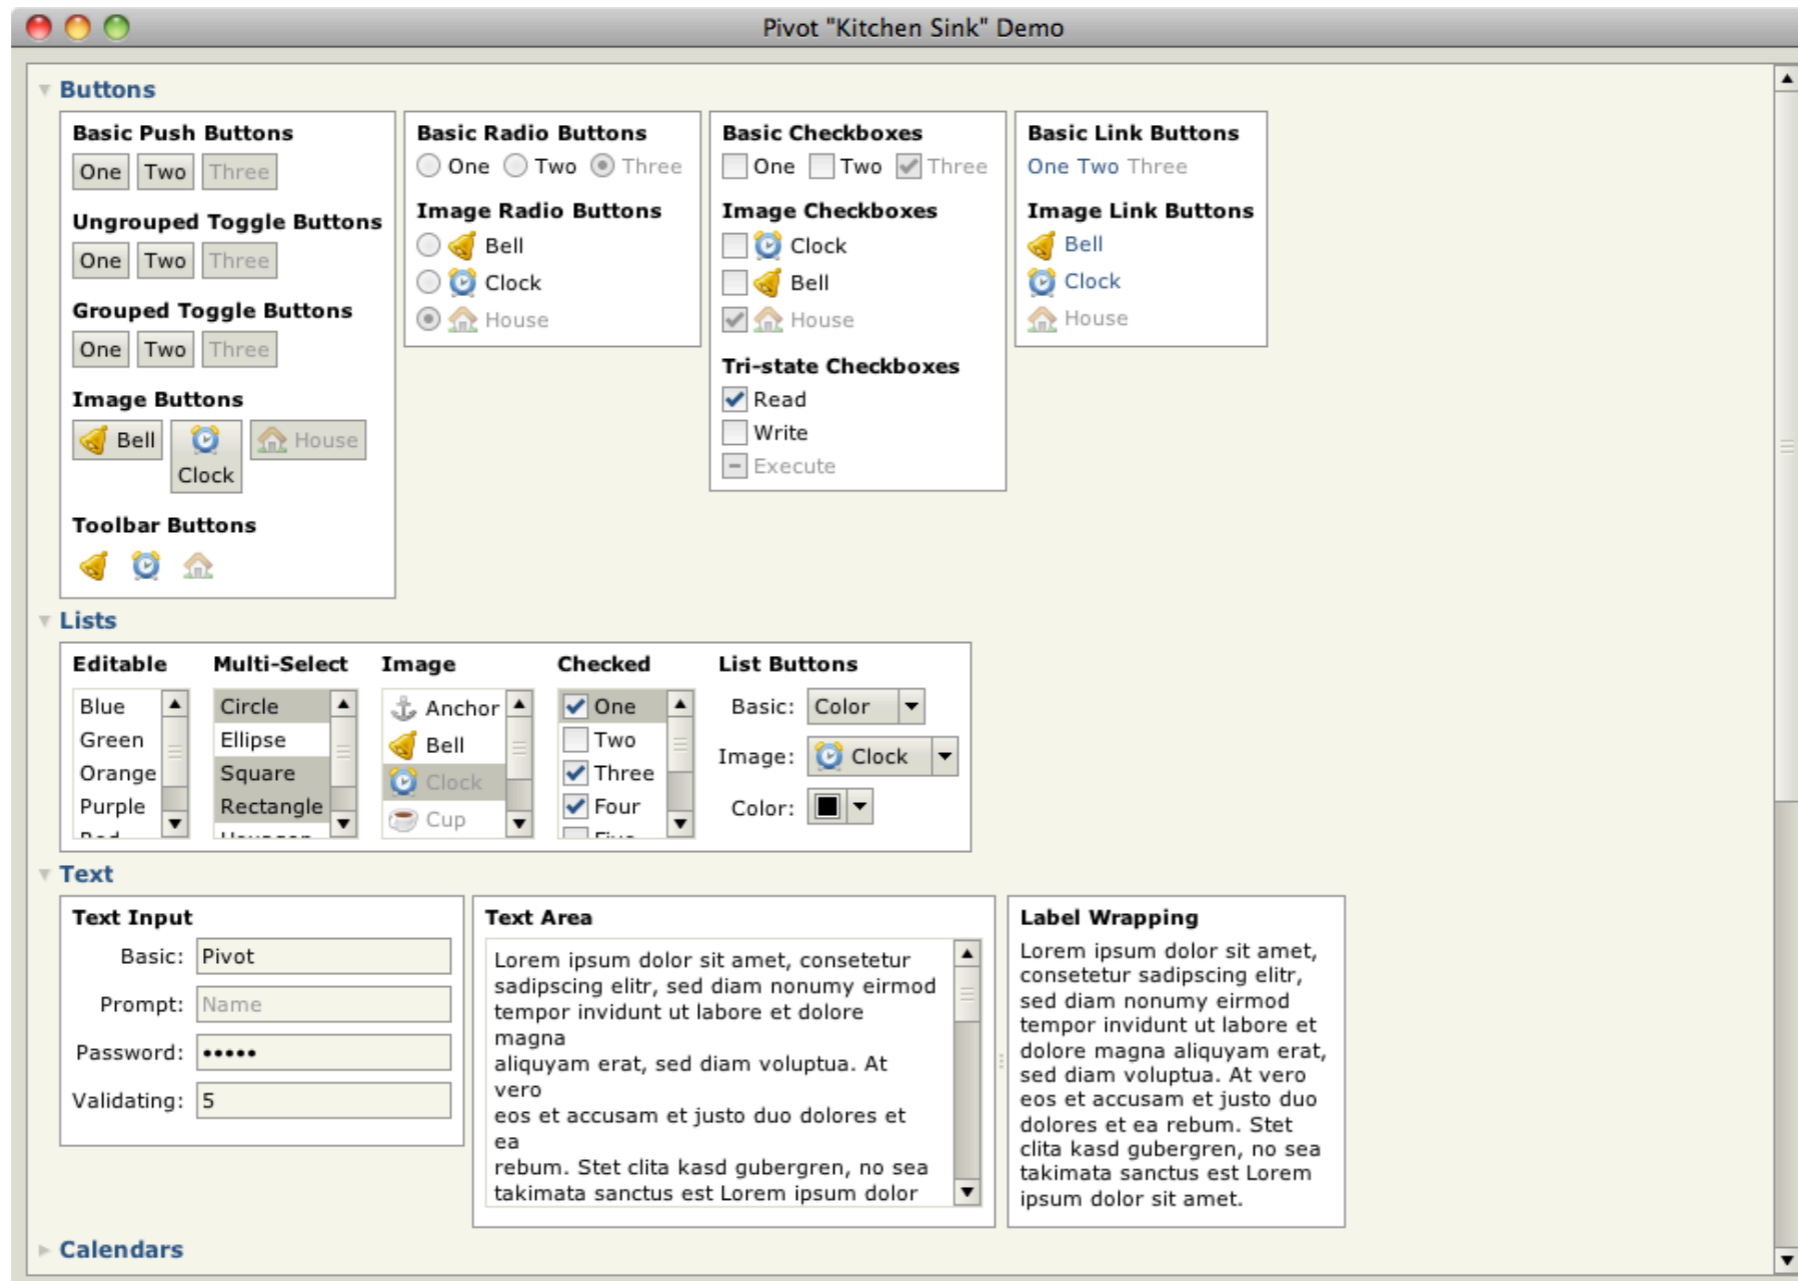 Pivot "Kitchen Sink" Demo
Buttons
Basic Push Buttons
One Two Three
Ungrouped Toggle Buttons
One Two Three
Grouped Toggle Buttons
One Two Three
Image Buttons
Bell Clock House
Toolbar Buttons
Basic Radio Buttons
One Two Three
Image Radio Buttons
Bell
Clock
House
Basic Checkboxes
One Two Three
Image Checkboxes
Clock
Bell
House
Tri-state Checkboxes
Read
Write
Execute
Basic Link Buttons
One Two Three
Image Link Buttons
Bell
Clock
House
Lists
Editable
Blue
Green
Orange
Purple
Multi-Select
Circle
Ellipse
Square
Rectangle
Image
Anchor
Bell
Clock
Cup
Checked
One
Two
Three
Four
List Buttons
Basic: Color
Image: Clock
Color:
Text
Text Input
Basic: Pivot
Prompt: Name
Password: •••••
Validating: 5
Text Area
Lorem ipsum dolor sit amet, consetetur
sadipscing elitr, sed diam nonumy eirmod
tempor invidunt ut labore et dolore
magna
aliquyam erat, sed diam voluptua. At
vero
eos et accusam et justo duo dolores et
ea
rebum. Stet clita kasd gubergren, no sea
takimata sanctus est Lorem ipsum dolor
Label Wrapping
Lorem ipsum dolor sit amet,
consetetur sadipscing elitr,
sed diam nonumy eirmod
tempor invidunt ut labore et
dolore magna aliquyam erat,
sed diam voluptua. At vero
eos et accusam et justo duo
dolores et ea rebum. Stet
clita kasd gubergren, no sea
takimata sanctus est Lorem
ipsum dolor sit amet.
Calendars